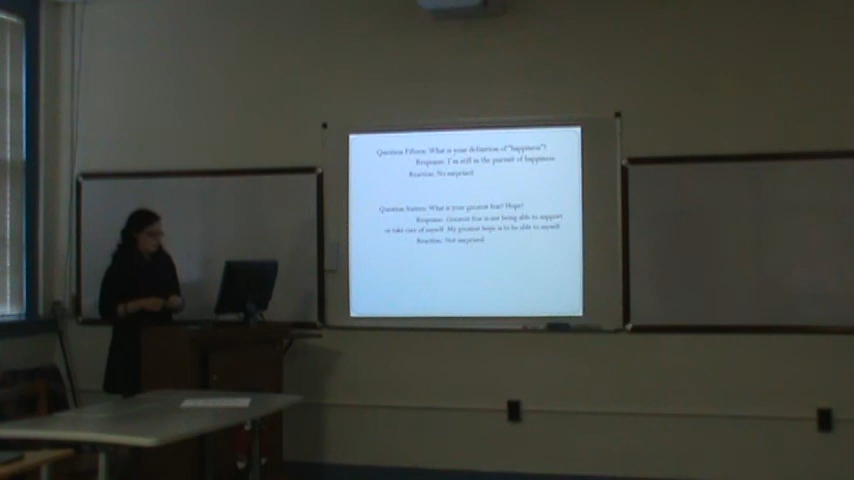 Question Fifteen: What is your definition of "happiness"?
Response: I'm still in the pursuit of happiness
Reaction: No surprised
Question Sixteen: What is your greatest fear? Hope?
Response: Greatest fear is not being able to support
or take care of myself. My greatest hope is to be able to myself.
Reaction: Not surprised